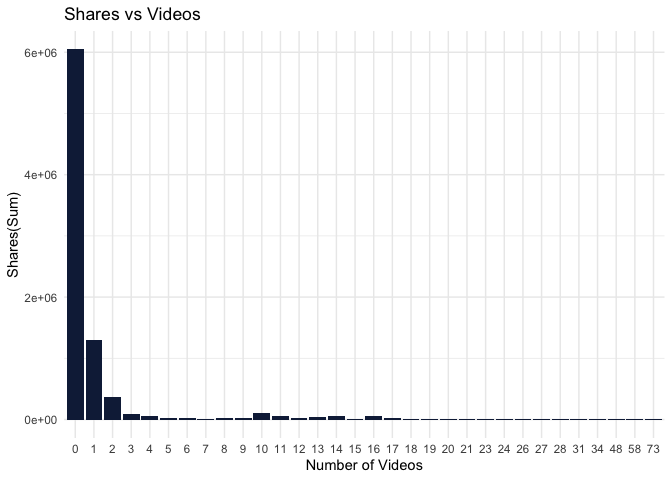 Shares vs Videos
6e+06
4e+06
2e+06
0e+00
Shares(Sum)
0 1 2 3 4 5 6 7 8 9 10 11 12 13 14 15 16 17 18 19 20 21 23 24 26 27 28 31 34 48 58 73
Number of Videos